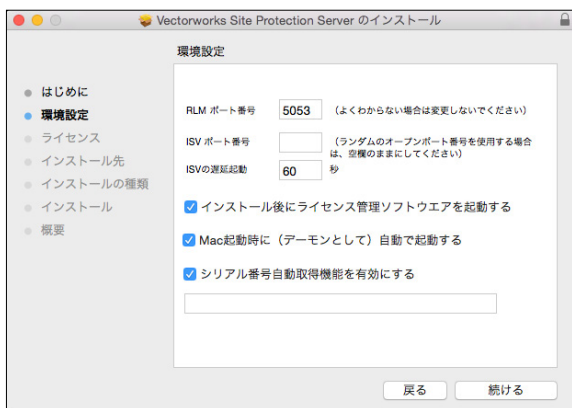 Vectorworks Site Protection Server のインストール
環境設定
はじめに
環境設定
ライセンス
インストール先
インストールの種類
インストール
概要
RLM ポート番号 5053 （よくわからない場合は変更しないでください）
ISV ポート番号 （ランダムのオープンポート番号を使用する場合
は、空欄のままにしてください）
ISVの遅延起動 60 秒
インストール後にライセンス管理ソフトウエアを起動する
Mac起動時に（デーモンとして）自動で起動する
シリアル番号自動取得機能を有効にする
戻る 続ける